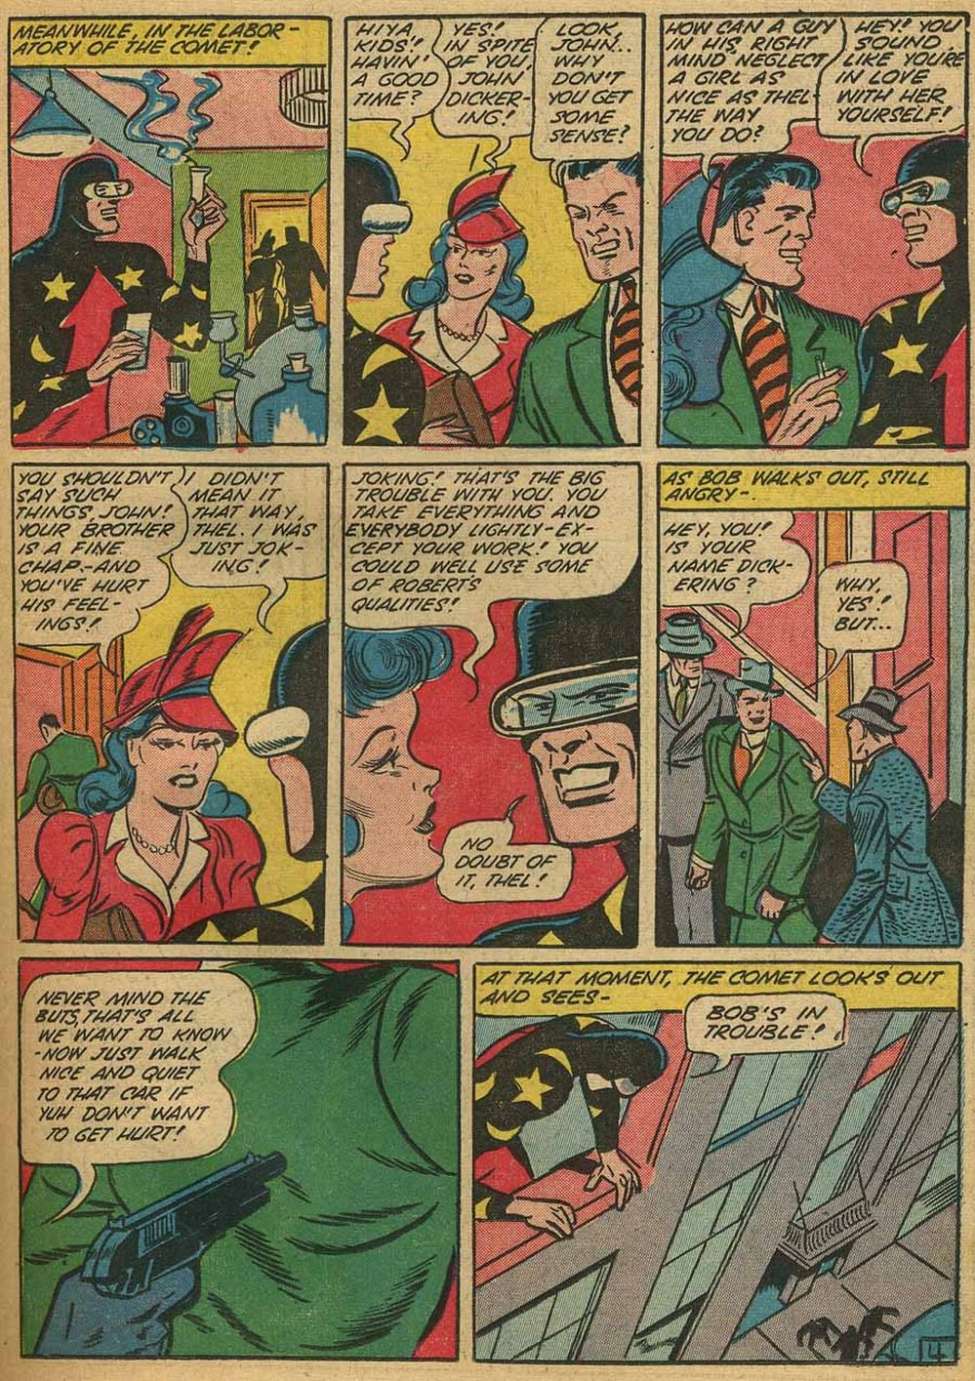 MEANWHILE, IN THE LABOR-
ATORY OF THE COMET!
HIYA,
KIDS! HAVIN'
A GOOD
TIME?
YES!
IN SPITE
OF YOU,
JOHN
DICKER-
ING!
LOOK,
JOHN..
WHY
DON'T
YOU GET
SOME
SENSE?
HOW CAN A GUY
IN HIS RIGHT
MIND NEGLECT
A GIRL AS
NICE AS THEL-
THE WAY
YOU DO?
HEY! YOU
SOUND
LIKE YOU'RE
IN LOVE
WITH HER
YOURSELF!
YOU SHOULDN'T
SAY SUCH
THINGS, JOHN!
YOUR BROTHER
IS A FINE
CHAP.-AND
YOU'VE HURT
HIS FEEL-
INGS!
I DIDN'T
MEAN IT
THAT WAY,
THEL. I WAS
JUST JOK-
ING!
JOKING! THAT'S THE BIG
TROUBLE WITH YOU. YOU
TAKE EVERYTHING AND
EVERYBODY LIGHTLY-EX-
CEPT YOUR WORK! YOU
COULD WELL USE SOME
OF ROBERT'S
QUALITIES!
NO
DOUBT OF
IT, THEL!
AS BOB WALKS OUT, STILL
ANGRY-.
HEY, YOU!
IS YOUR
NAME DICK-
ERING?
WHY,
YES!
BUT...
NEVER MIND THE
BUTS, THAT'S ALL
WE WANT TO KNOW
-NOW JUST WALK
NICE AND QUIET
TO THAT CAR IF
YUH DON'T WANT
TO GET HURT!
AT THAT MOMENT, THE COMET LOOKS OUT
AND SEES-
BOB'S IN
TROUBLE!
4